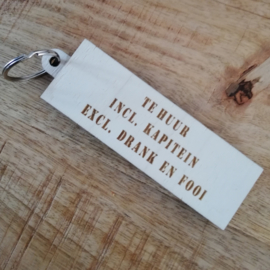 TE HUUR
INCL. KAPITEIN
EXCL. DRANK EN FOOI